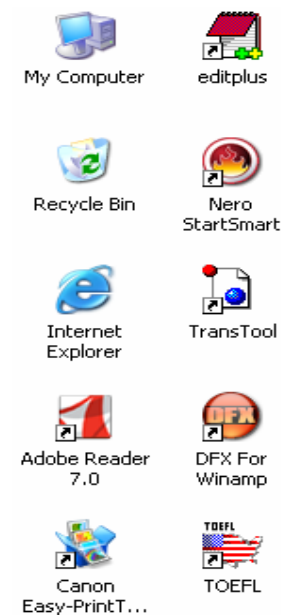 My Computer
editplus
Recycle Bin
Nero
StartSmart
Internet
Explorer
TransTool
Adobe Reader
7.0
DFX
DFX For
Winamp
Canon
Easy-PrintT...
TOEFL
TOEFL